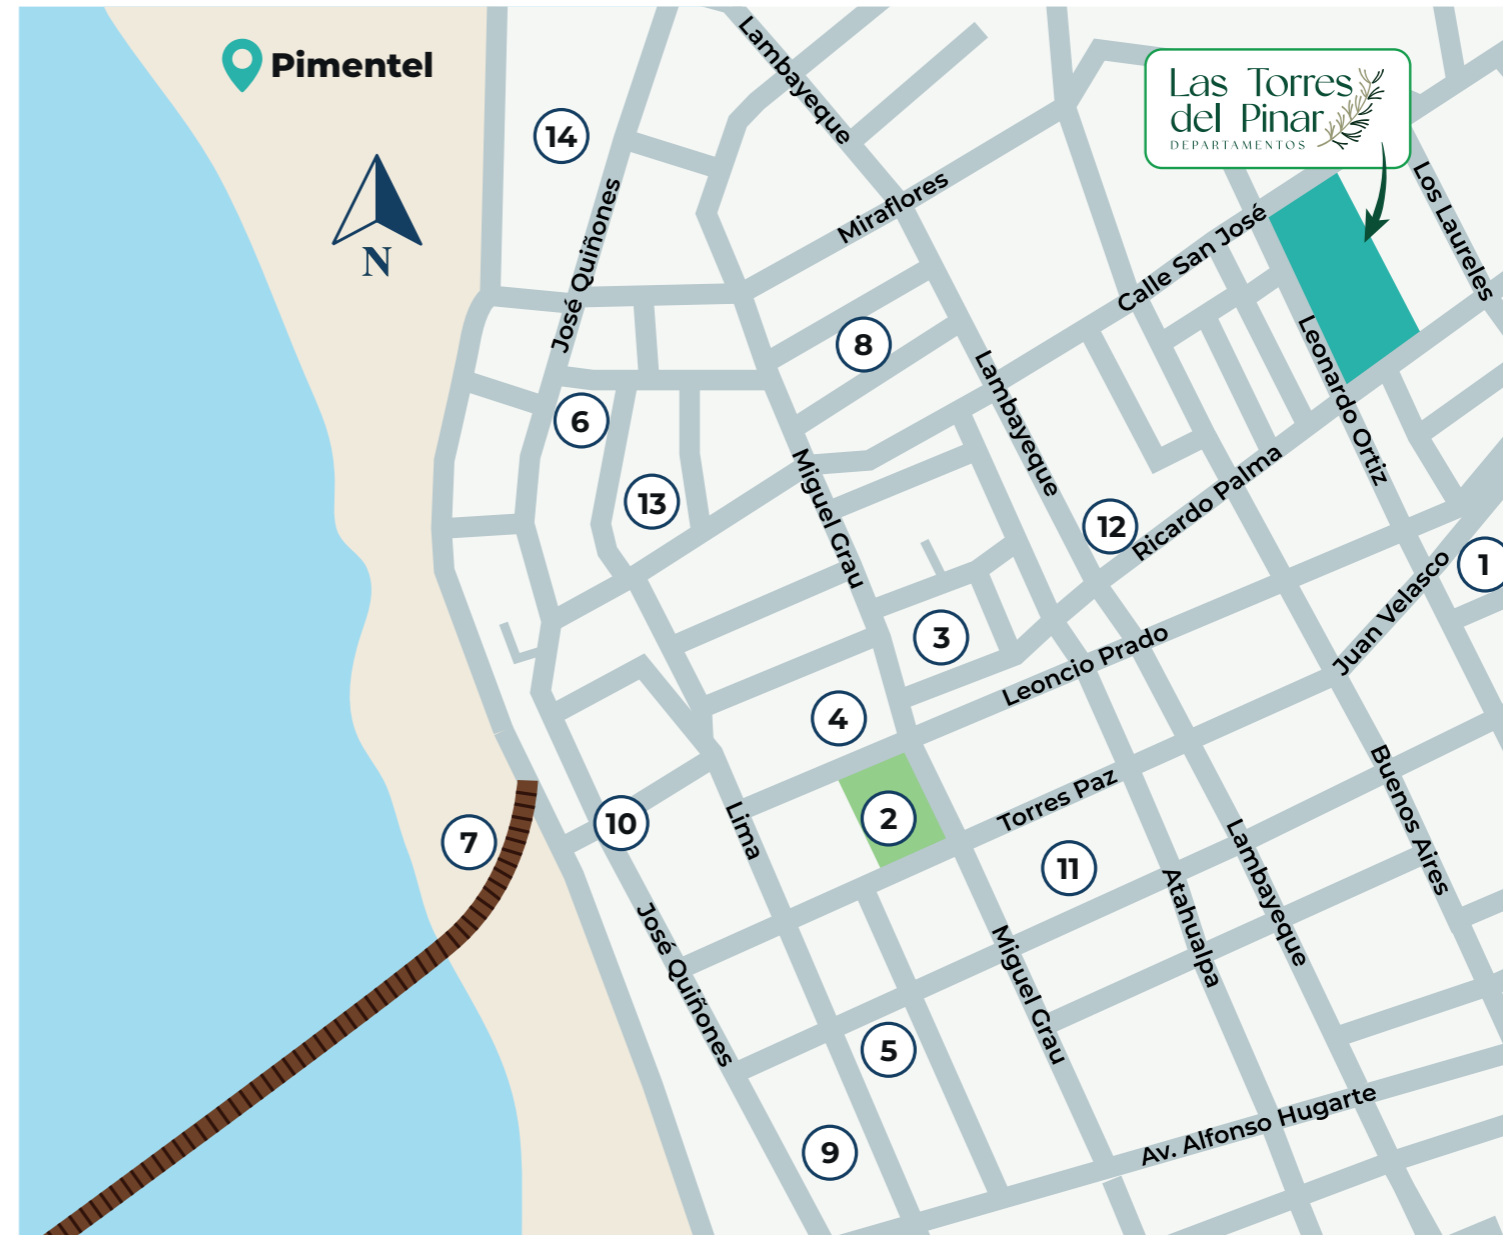 Pimentel
N
Las Torres
del Pinar
DEPARTAMENTOS
Lambayeque
14
José Quiñones
Miraflores
Calle San José
Los Laureles
8
6
Lambayeque
Leonardo Ortiz
13
Miguel Grau
12
Ricardo Palma
1
Juan Velasco
3
Leoncio Prado
4
7
10
Lima
2
Torres Paz
11
Buenos Aires
Lambayeque
Atahualpa
José Quiñones
Miguel Grau
5
9
Av. Alfonso Hugarte